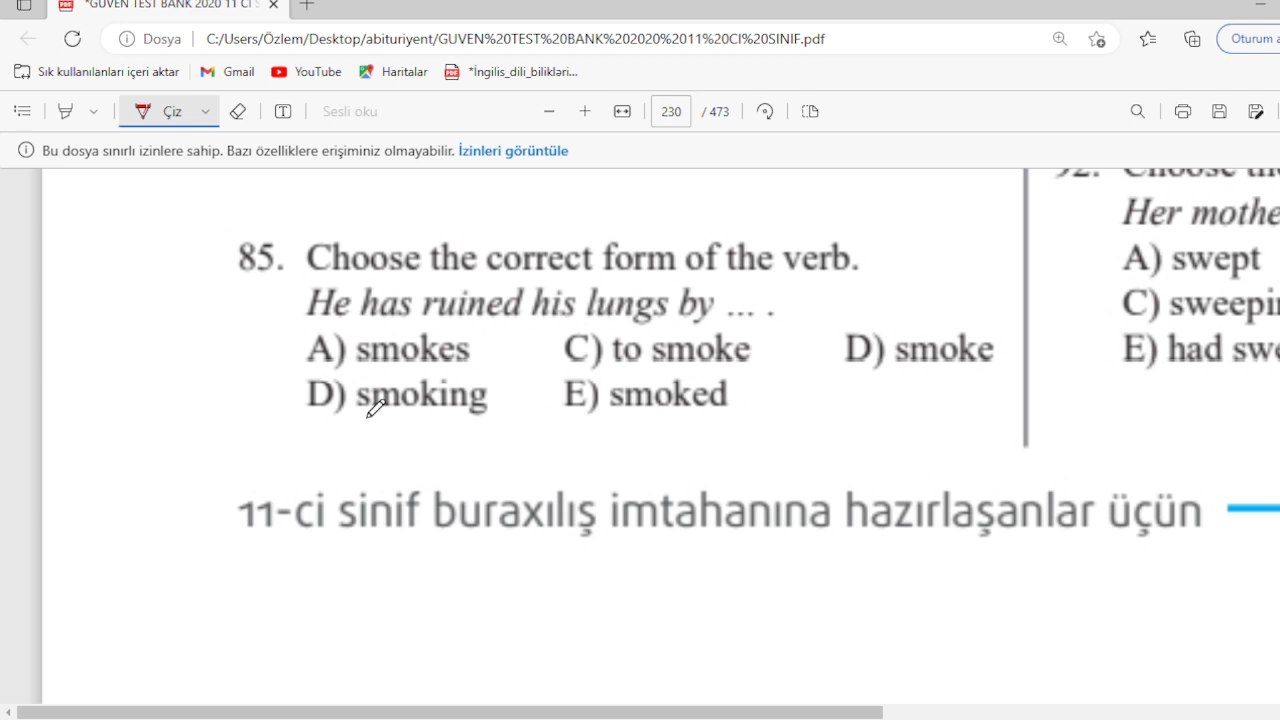 *GUVEN TEST BANK 2020 11 CI S
Dosya C:/Users/Özlem/Desktop/abituriyent/GUVEN%20TEST%20BANK%202020%2011%20CI%20SINIF.pdf Oturum a
Sık kullanılanları içeri aktar Gmail YouTube Haritalar *İngilis_dili_bilikləri...
Çiz Sesli oku 230 / 473
Bu dosya sınırlı izinlere sahip. Bazı özelliklere erişiminiz olmayabilir. İzinleri görüntüle
92. Choose the
Her mothe
A) swept
C) sweepi
E) had swe
85. Choose the correct form of the verb.
He has ruined his lungs by ... .
A) smokes C) to smoke D) smoke
D) smoking E) smoked
11-ci sinif buraxılış imtahanına hazırlaşanlar üçün